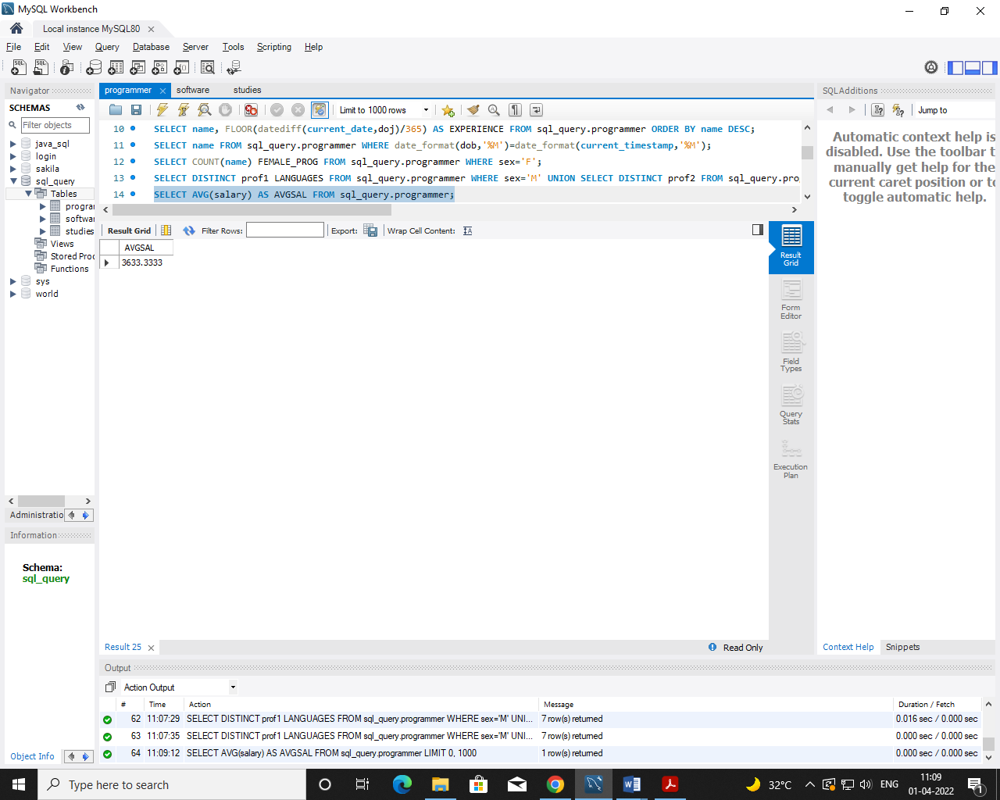 MySQL Workbench
Local instance MySQL80
File Edit View Query Database Server Tools Scripting Help
Navigator
SCHEMAS
Filter objects
java_sql
login
sakila
sql_query
Tables
prograr
softwar
studies
Views
Stored Proc
Functions
sys
world
Administratio
Information
Schema:
sql_query
Object Info
programmer software studies
Limit to 1000 rows
10 SELECT name, FLOOR(datediff(current_date,doj)/365) AS EXPERIENCE FROM sql_query.programmer ORDER BY name DESC;
11 SELECT name FROM sql_query.programmer WHERE date_format(dob,'%M')=date_format(current_timestamp,'%M');
12 SELECT COUNT(name) FEMALE_PROG FROM sql_query.programmer WHERE sex='F';
13 SELECT DISTINCT prof1 LANGUAGES FROM sql_query.programmer WHERE sex='M' UNION SELECT DISTINCT prof2 FROM sql_query.pro
14 SELECT AVG(salary) AS AVGSAL FROM sql_query.programmer;
Result Grid Filter Rows: Export: Wrap Cell Content:
AVGSAL
3633.3333
Result
Grid
Form
Editor
Field
Types
Query
Stats
Execution
Plan
Result 25 Read Only
SQLAdditions
Jump to
Automatic context help is
disabled. Use the toolbar t
manually get help for the
current caret position or to
toggle automatic help.
Context Help Snippets
Output
Action Output
# Time Action Message Duration / Fetch
62 11:07:29 SELECT DISTINCT prof1 LANGUAGES FROM sql_query.programmer WHERE sex='M' UNI... 7 row(s) returned 0.016 sec / 0.000 sec
63 11:07:35 SELECT DISTINCT prof1 LANGUAGES FROM sql_query.programmer WHERE sex='M' UNI... 7 row(s) returned 0.000 sec / 0.000 sec
64 11:09:12 SELECT AVG(salary) AS AVGSAL FROM sql_query.programmer LIMIT 0, 1000 1 row(s) returned 0.000 sec / 0.000 sec
Type here to search
32°C
ENG
11:09
01-04-2022
1